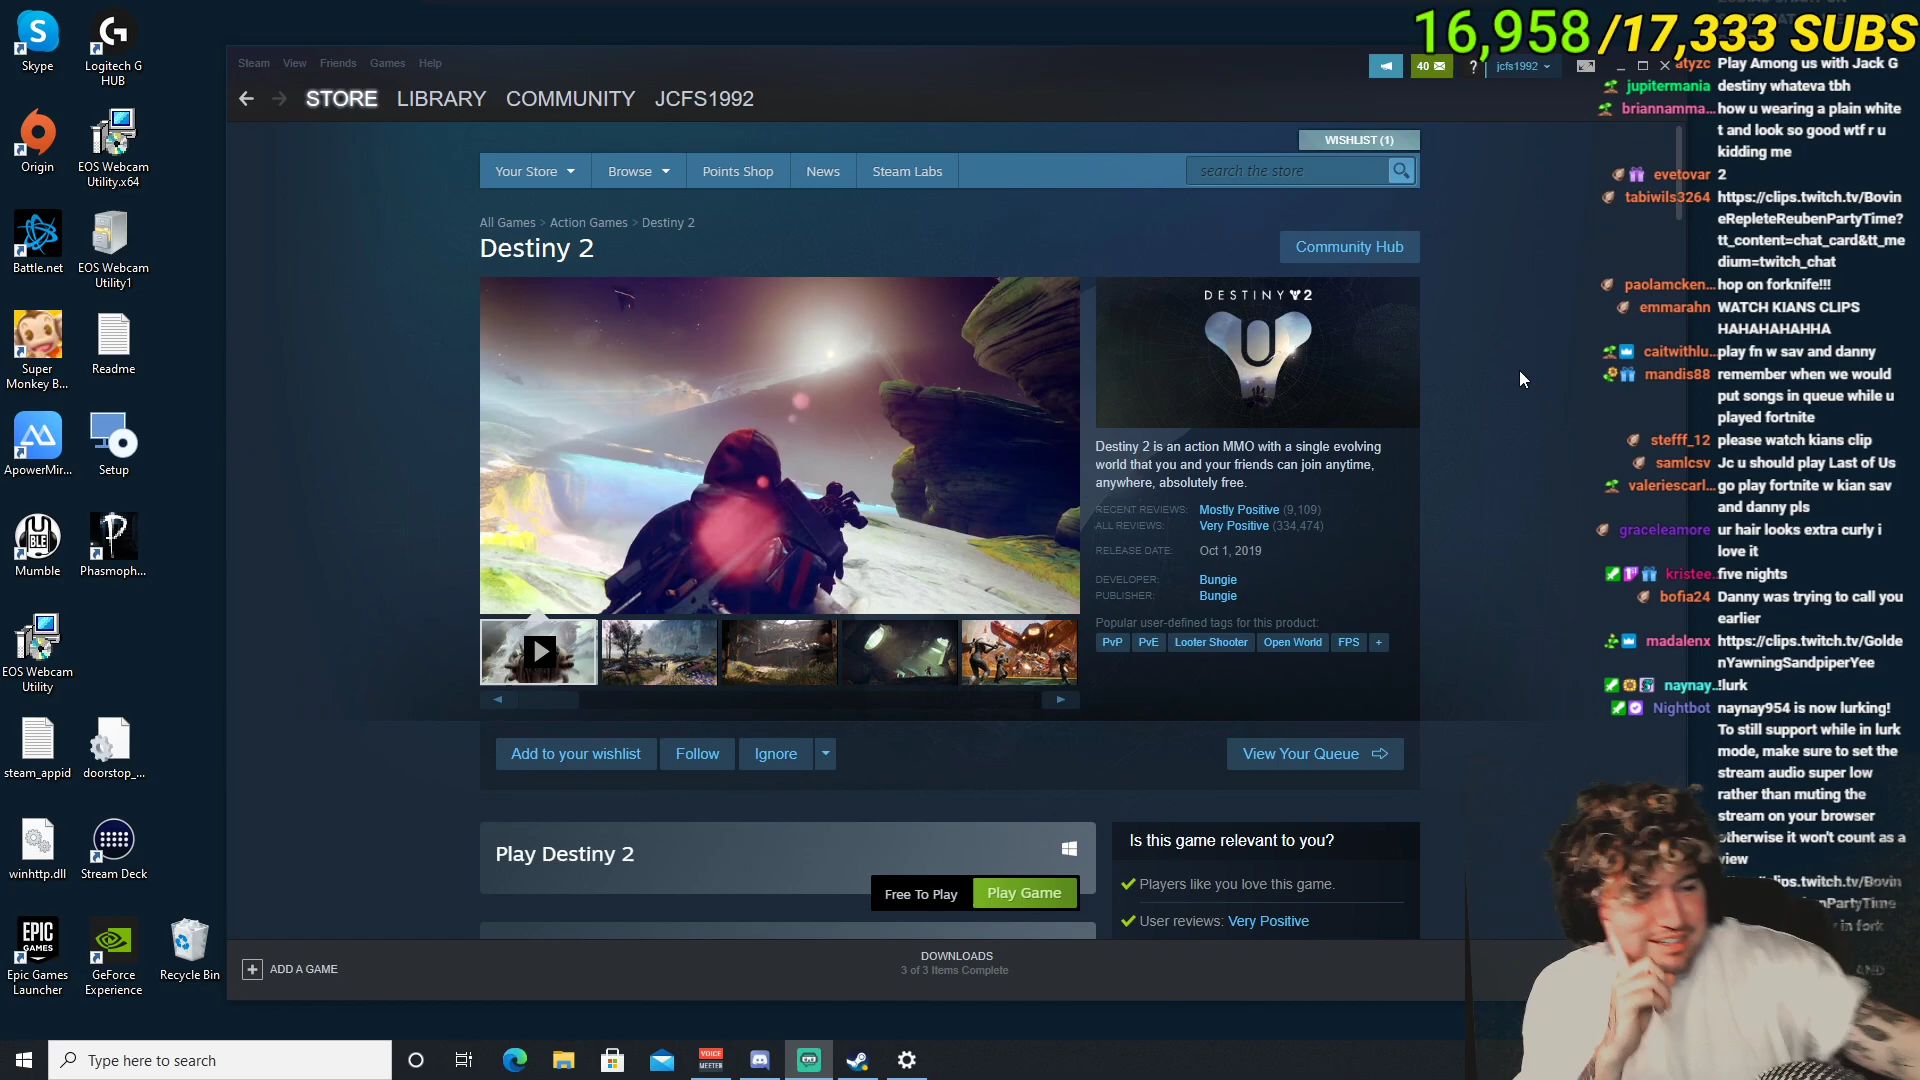 16,958 /17,333 SUBS
Skype
Logitech G
HUB
Origin
EOS Webcam
Utility.x64
Battle.net
EOS Webcam
Utility1
Super
Monkey B...
Readme
ApowerMir...
Setup
Mumble
Phasmoph...
EOS Webcam
Utility
steam_appid
doorstop_...
winhttp.dll
Stream Deck
EPIC
GAMES
Epic Games
Launcher
GeForce
Experience
Recycle Bin
Steam View Friends Games Help
40
?
jcfs1992
STORE LIBRARY COMMUNITY JCFS1992
WISHLIST (1)
Your Store Browse Points Shop News Steam Labs
search the store
All Games > Action Games > Destiny 2
Destiny 2
Community Hub
DESTINY 2
Destiny 2 is an action MMO with a single evolving
world that you and your friends can join anytime,
anywhere, absolutely free.
RECENT REVIEWS: Mostly Positive (9,109)
ALL REVIEWS: Very Positive (334,474)
RELEASE DATE: Oct 1, 2019
DEVELOPER: Bungie
PUBLISHER: Bungie
Popular user-defined tags for this product:
PvP PvE Looter Shooter Open World FPS +
Add to your wishlist Follow Ignore
View Your Queue
Play Destiny 2
Free To Play Play Game
Is this game relevant to you?
Players like you love this game.
User reviews: Very Positive
ADD A GAME
DOWNLOADS
3 of 3 Items Complete
atyzc Play Among us with Jack G
jupitermania destiny whateva tbh
briannamma... how u wearing a plain white
t and look so good wtf r u
kidding me
evetovar 2
tabiwils3264 https://clips.twitch.tv/Bovin
eRepleteReubenPartyTime?
tt_content=chat_card&tt_me
dium=twitch_chat
paolamcken... hop on forknife!!!
emmarahn WATCH KIANS CLIPS
HAHAHAHAHHA
caitwithlu... play fn w sav and danny
mandis88 remember when we would
put songs in queue while u
played fortnite
stefff_12 please watch kians clip
samlcsv Jc u should play Last of Us
valeriescarl... go play fortnite w kian sav
and danny pls
graceleamore ur hair looks extra curly i
love it
kristee... five nights
bofia24 Danny was trying to call you
earlier
madalenx https://clips.twitch.tv/Golde
nYawningSandpiperYee
naynay... !lurk
Nightbot naynay954 is now lurking!
To still support while in lurk
mode, make sure to set the
stream audio super low
rather than muting the
stream on your browser
otherwise it won't count as a
view
in fork
AND
Type here to search
VOICE
MEETER